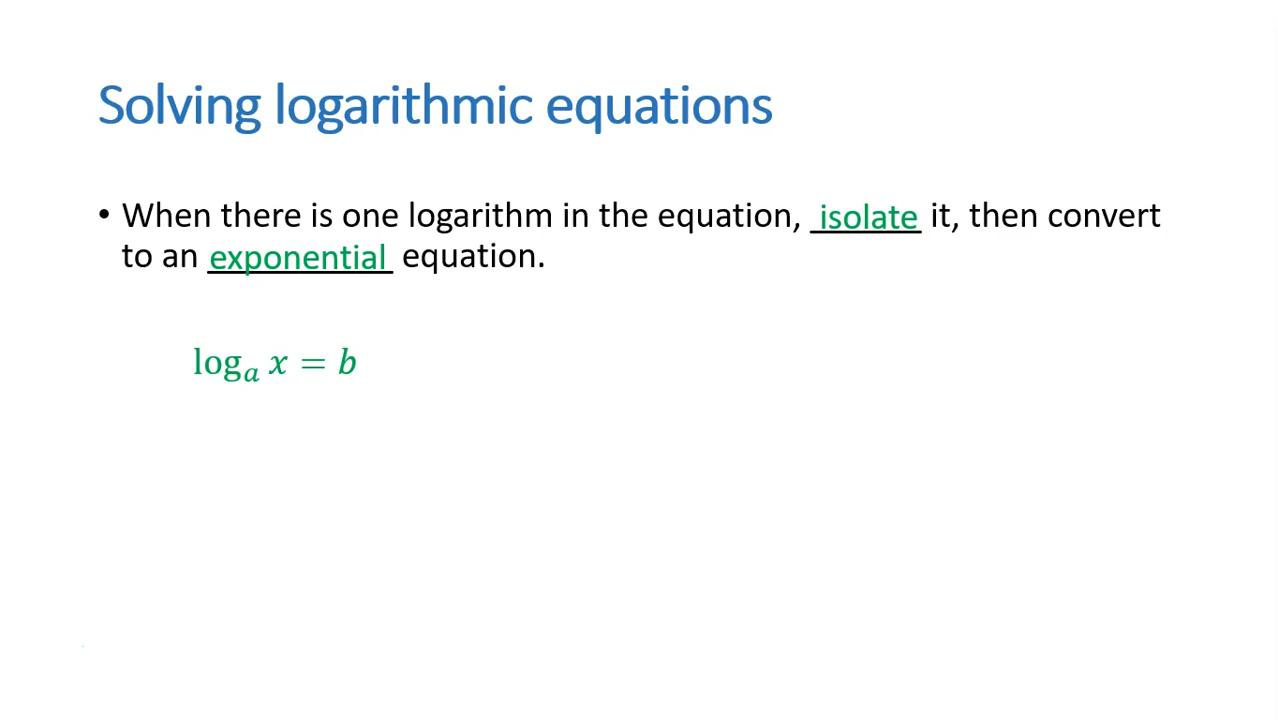 Solving logarithmic equations
• When there is one logarithm in the equation, isolate it, then convert
to an exponential equation.
logₐ x = b